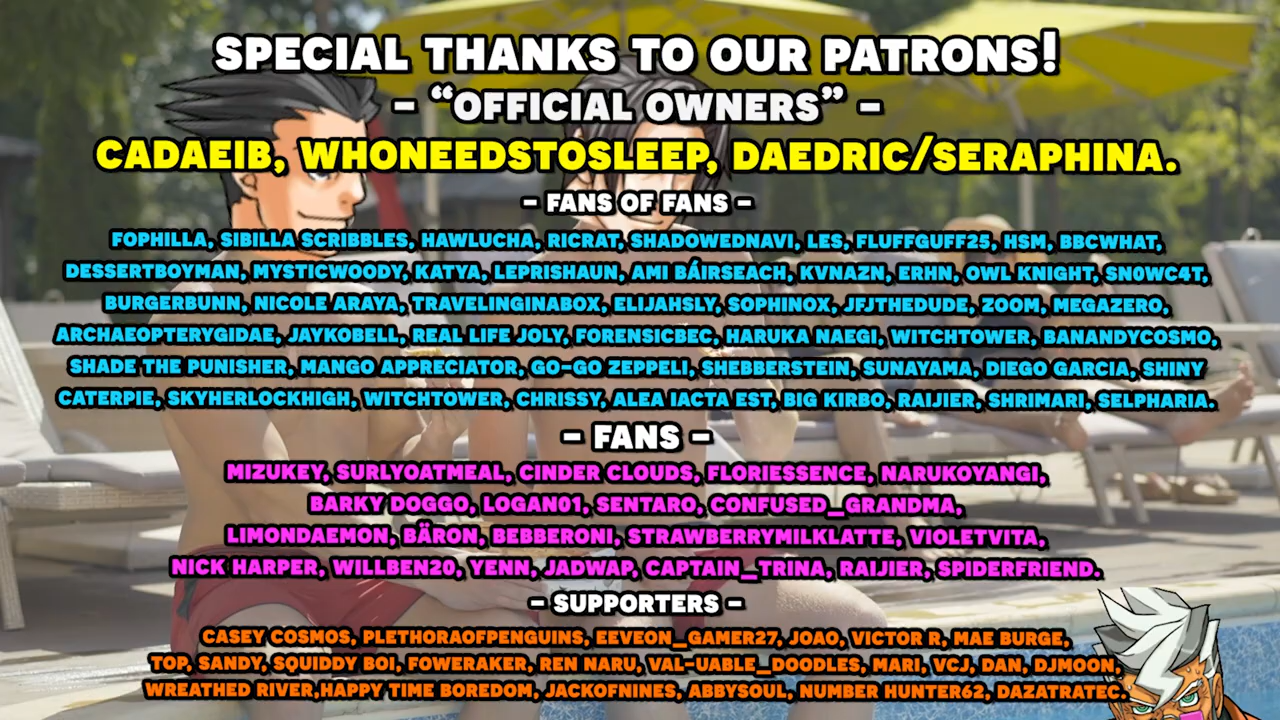 SPECIAL THANKS TO OUR PATRONS!
- “OFFICIAL OWNERS” -
CADAEIB, WHONEEDSTOSLEEP, DAEDRIC/SERAPHINA.
- FANS OF FANS -
FOPHILLA, SIBILLA SCRIBBLES, HAWLUCHA, RICRAT, SHADOWEDNAVI, LES, FLUFFGUFF25, HSM, BBCWHAT,
DESSERTBOYMAN, MYSTICWOODY, KATYA, LEPRISHAUN, AMI BÁIRSEACH, KVNAZN, ERHN, OWL KNIGHT, SN0WC4T,
BURGERBUNN, NICOLE ARAYA, TRAVELINGINABOX, ELIJAHSLY, SOPHINOX, JFJTHEDUDE, ZOOM, MEGAZERO,
ARCHAEOPTERYGIDAE, JAYKOBELL, REAL LIFE JOLY, FORENSICBEC, HARUKA NAEGI, WITCHTOWER, BANANDYCOSMO,
SHADE THE PUNISHER, MANGO APPRECIATOR, GO-GO ZEPPELI, SHEBBERSTEIN, SUNAYAMA, DIEGO GARCIA, SHINY
CATERPIE, SKYHERLOCKHIGH, WITCHTOWER, CHRISSY, ALEA IACTA EST, BIG KIRBO, RAIJIER, SHRIMARI, SELPHARIA.
- FANS -
MIZUKEY, SURLYOATMEAL, CINDER CLOUDS, FLORIESSENCE, NARUKOYANGI,
BARKY DOGGO, LOGAN01, SENTARO, CONFUSED_GRANDMA,
LIMONDAEMON, BÄRON, BEBBERONI, STRAWBERRYMILKLATTE, VIOLETVITA,
NICK HARPER, WILLBEN20, YENN, JADWAP, CAPTAIN_TRINA, RAIJIER, SPIDERFRIEND.
- SUPPORTERS -
CASEY COSMOS, PLETHORAOFPENGUINS, EEVEON_GAMER27, JOAO, VICTOR R, MAE BURGE,
TOP, SANDY, SQUIDDY BOI, FOWERAKER, REN NARU, VAL-UABLE_DOODLES, MARI, VCJ, DAN, DJMOON,
WREATHED RIVER,HAPPY TIME BOREDOM, JACKOFNINES, ABBYSOUL, NUMBER HUNTER62, DAZATRATEC.